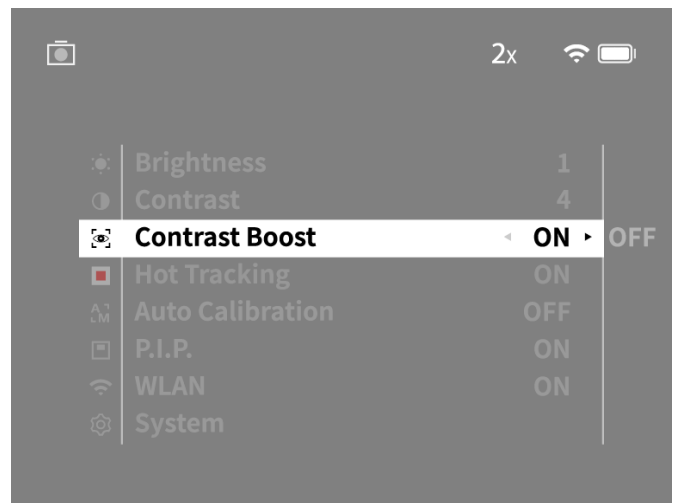 2x
Brightness 1
Contrast 4
Contrast Boost ON OFF
Hot Tracking ON
Auto Calibration OFF
P.I.P. ON
WLAN ON
System